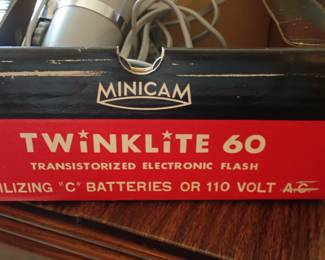 MINICAM
TWiNKLiTE 60
TRANSISTORIZED ELECTRONIC FLASH
ILIZING "C" BATTERIES OR 110 VOLT A.C.